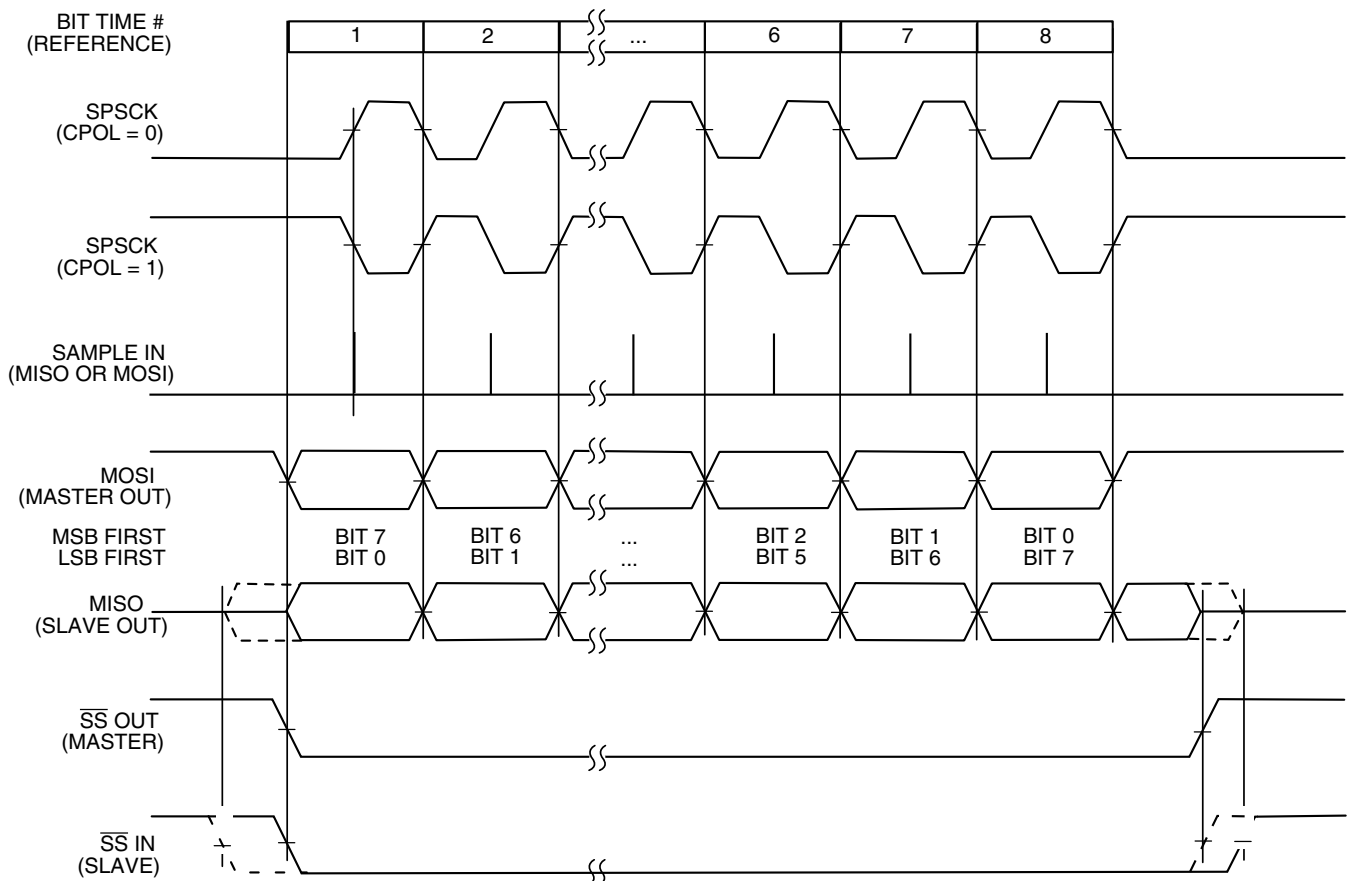 BIT TIME #
(REFERENCE)
1 2 ... 6 7 8
SPSCK
(CPOL = 0)
SPSCK
(CPOL = 1)
SAMPLE IN
(MISO OR MOSI)
MOSI
(MASTER OUT)
MSB FIRST BIT 7 BIT 6 ... BIT 2 BIT 1 BIT 0
LSB FIRST BIT 0 BIT 1 ... BIT 5 BIT 6 BIT 7
MISO
(SLAVE OUT)
S̅S̅ OUT
(MASTER)
S̅S̅ IN
(SLAVE)